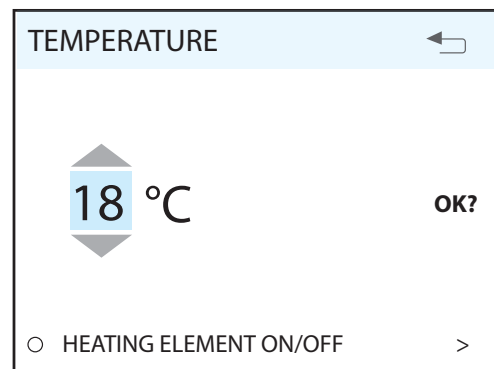 TEMPERATURE
18 °C
OK?
HEATING ELEMENT ON/OFF >